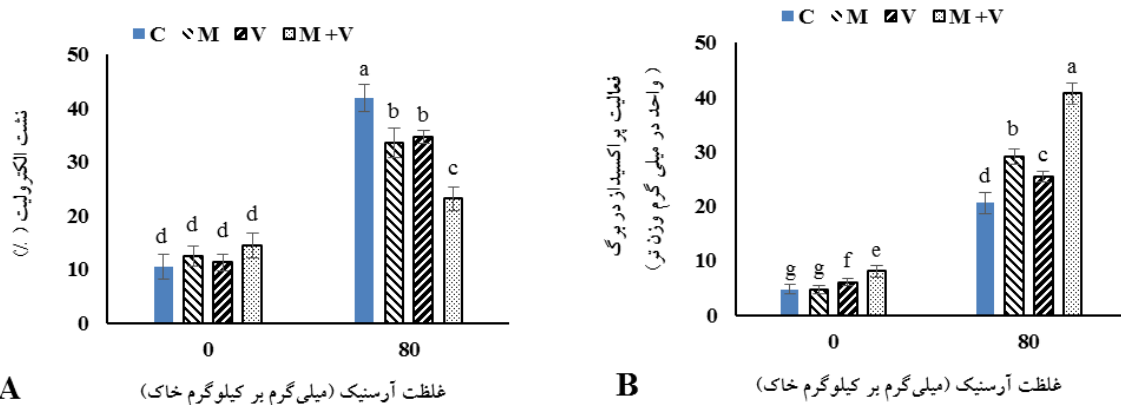 C M V M +V
نشت الکترولیت (٪)
50
40
30
20
10
0
a
b b
c
d d d d
0 80
غلظت آرسنیک (میلی‌گرم بر کیلوگرم خاک)
A
C M V M +V
فعالیت پراکسیداز در برگ
(واحد در میلی گرم وزن تر)
50
40
30
20
10
0
a
b
c
d
e
f
g g
0 80
غلظت آرسنیک (میلی‌گرم بر کیلوگرم خاک)
B